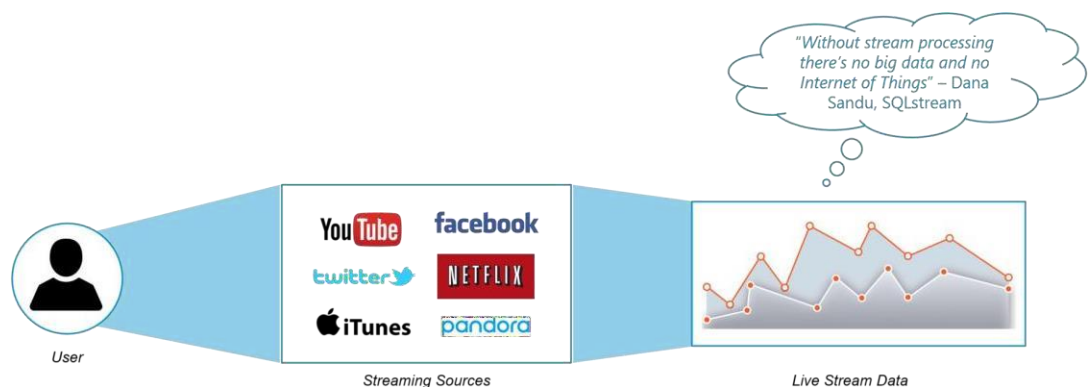 "Without stream processing
there's no big data and no
Internet of Things" – Dana
Sandu, SQLstream
YouTube
facebook
twitter
NETFLIX
iTunes
pandora
User
Streaming Sources
Live Stream Data